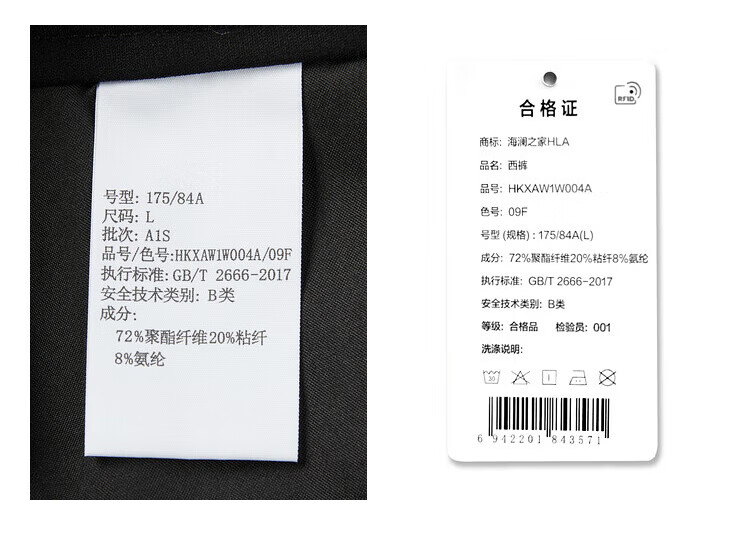 号型: 175/84A
尺码: L
批次: A1S
品号/色号:HKXAW1W004A/09F
执行标准: GB/T 2666-2017
安全技术类别: B类
成分:
72%聚酯纤维20%粘纤
8%氨纶
RFID
合格证
商标: 海澜之家HLA
品名: 西裤
品号: HKXAW1W004A
色号: 09F
号型 (规格) : 175/84A(L)
成分: 72%聚酯纤维20%粘纤8%氨纶
执行标准: GB/T 2666-2017
安全技术类别: B类
等级: 合格品 检验员: 001
洗涤说明:
30
6 942201 843571